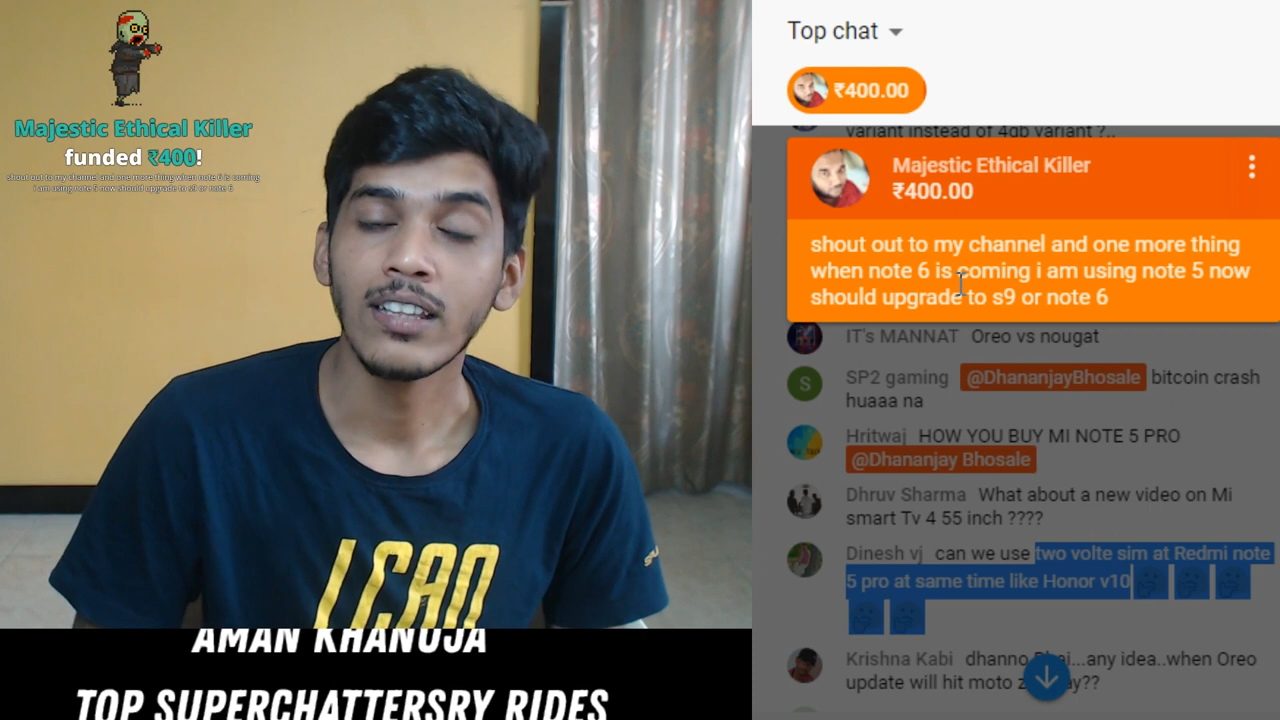 Majestic Ethical Killer
funded ₹400!
shout out to my channel and one more thing when note 6 is coming
i am using note 5 now should upgrade to s9 or note 6
AMAN KHANUJA
TOP SUPERCHATTERSRY RIDES
Top chat
₹400.00
variant instead of 4gb variant ?..
Majestic Ethical Killer
₹400.00
shout out to my channel and one more thing
when note 6 is coming i am using note 5 now
should upgrade to s9 or note 6
IT's MANNAT Oreo vs nougat
S
SP2 gaming @DhananjayBhosale bitcoin crash
huaaa na
Hritwaj HOW YOU BUY MI NOTE 5 PRO
@Dhananjay Bhosale
Dhruv Sharma What about a new video on Mi
smart Tv 4 55 inch ????
Dinesh vj can we use two volte sim at Redmi note
5 pro at same time like Honor v10
Krishna Kabi dhanno Bhai...any idea..when Oreo
update will hit moto